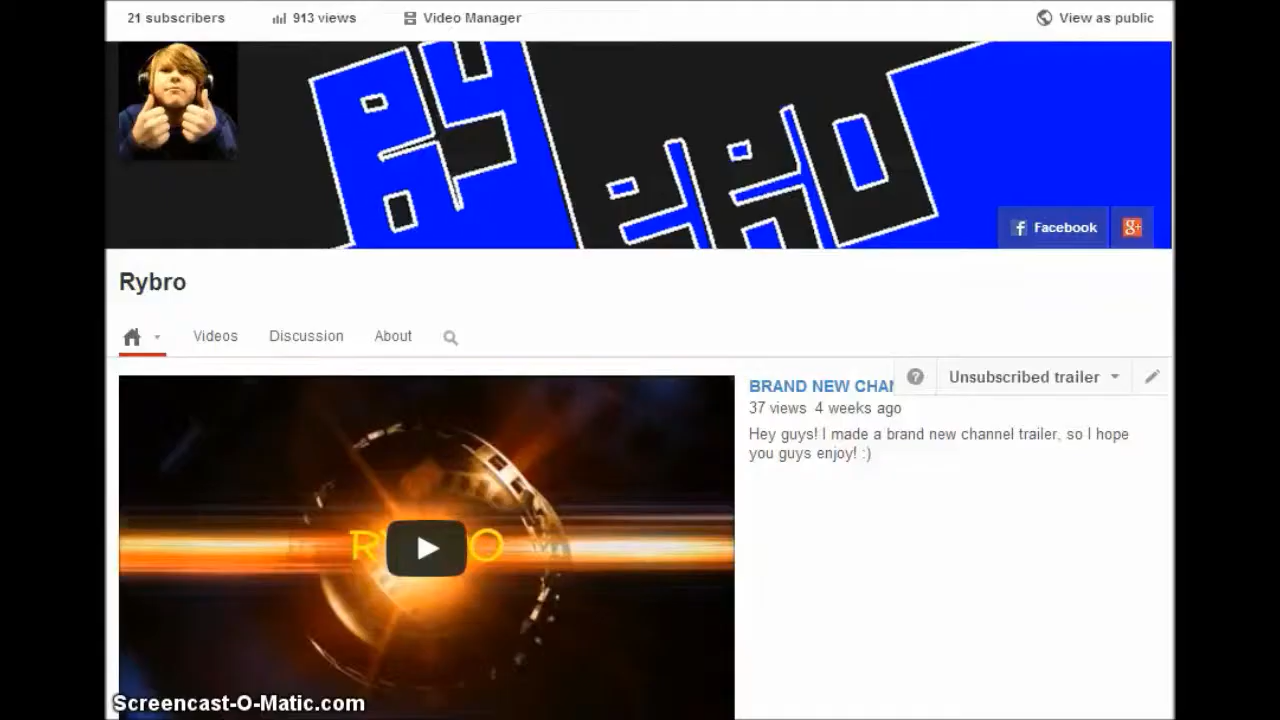 21 subscribers 913 views Video Manager View as public
RY BRO
Facebook g+
Rybro
Videos Discussion About
BRAND NEW CHAN
Unsubscribed trailer
37 views 4 weeks ago
Hey guys! I made a brand new channel trailer, so I hope
you guys enjoy! :)
Screencast-O-Matic.com